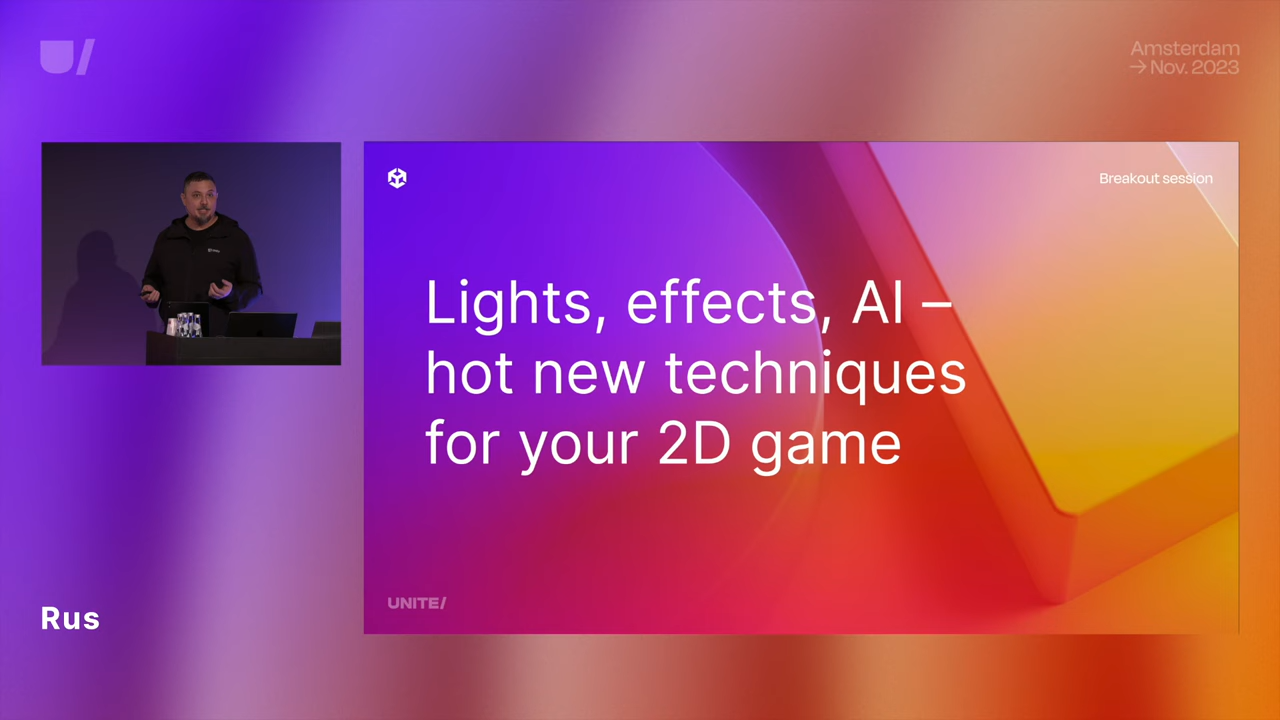 Amsterdam
→ Nov. 2023
Breakout session
Lights, effects, AI –
hot new techniques
for your 2D game
UNITE/
Rus